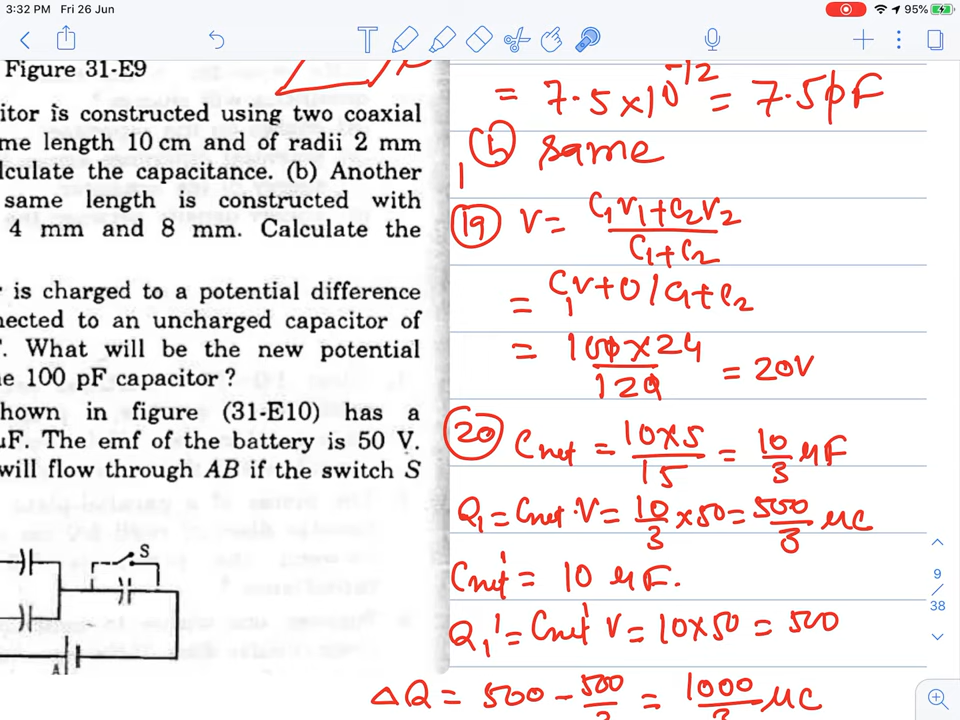 3:32 PM Fri 26 Jun
95%
T
Figure 31-E9
itor is constructed using two coaxial
me length 10 cm and of radii 2 mm
lculate the capacitance. (b) Another
same length is constructed with
4 mm and 8 mm. Calculate the
r is charged to a potential difference
nected to an uncharged capacitor of
. What will be the new potential
e 100 pF capacitor ?
hown in figure (31-E10) has a
μF. The emf of the battery is 50 V.
will flow through AB if the switch S
S
A
= 7.5×10^-12 = 7.5pF
(b) same
(19) V = C1V1+C2V2 / C1+C2
= C1V+0/C1+C2
= 100×24 / 120 = 20V
(20) Cnet = 10×5 / 15 = 10/3 μF
Q1 = Cnet.V = 10/3 ×50 = 500/3 μC
Cnet' = 10 μF.
Q1' = Cnet' V = 10×50 = 500
ΔQ = 500 - 500/3 = 1000/3 μC
9
/
38